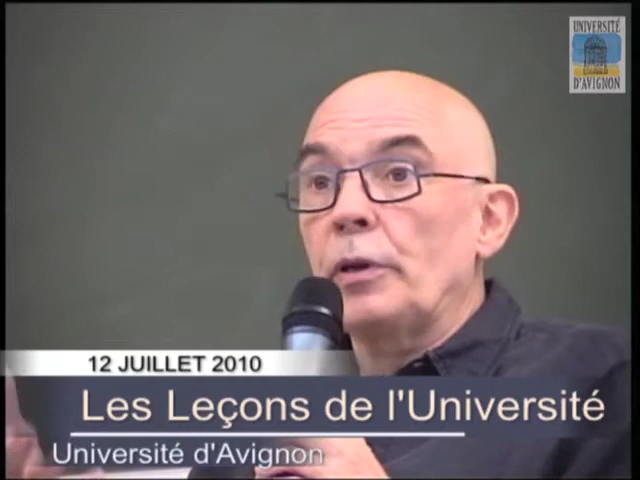 UNIVERSITÉ
D'AVIGNON
12 JUILLET 2010
Les Leçons de l'Université
Université d'Avignon